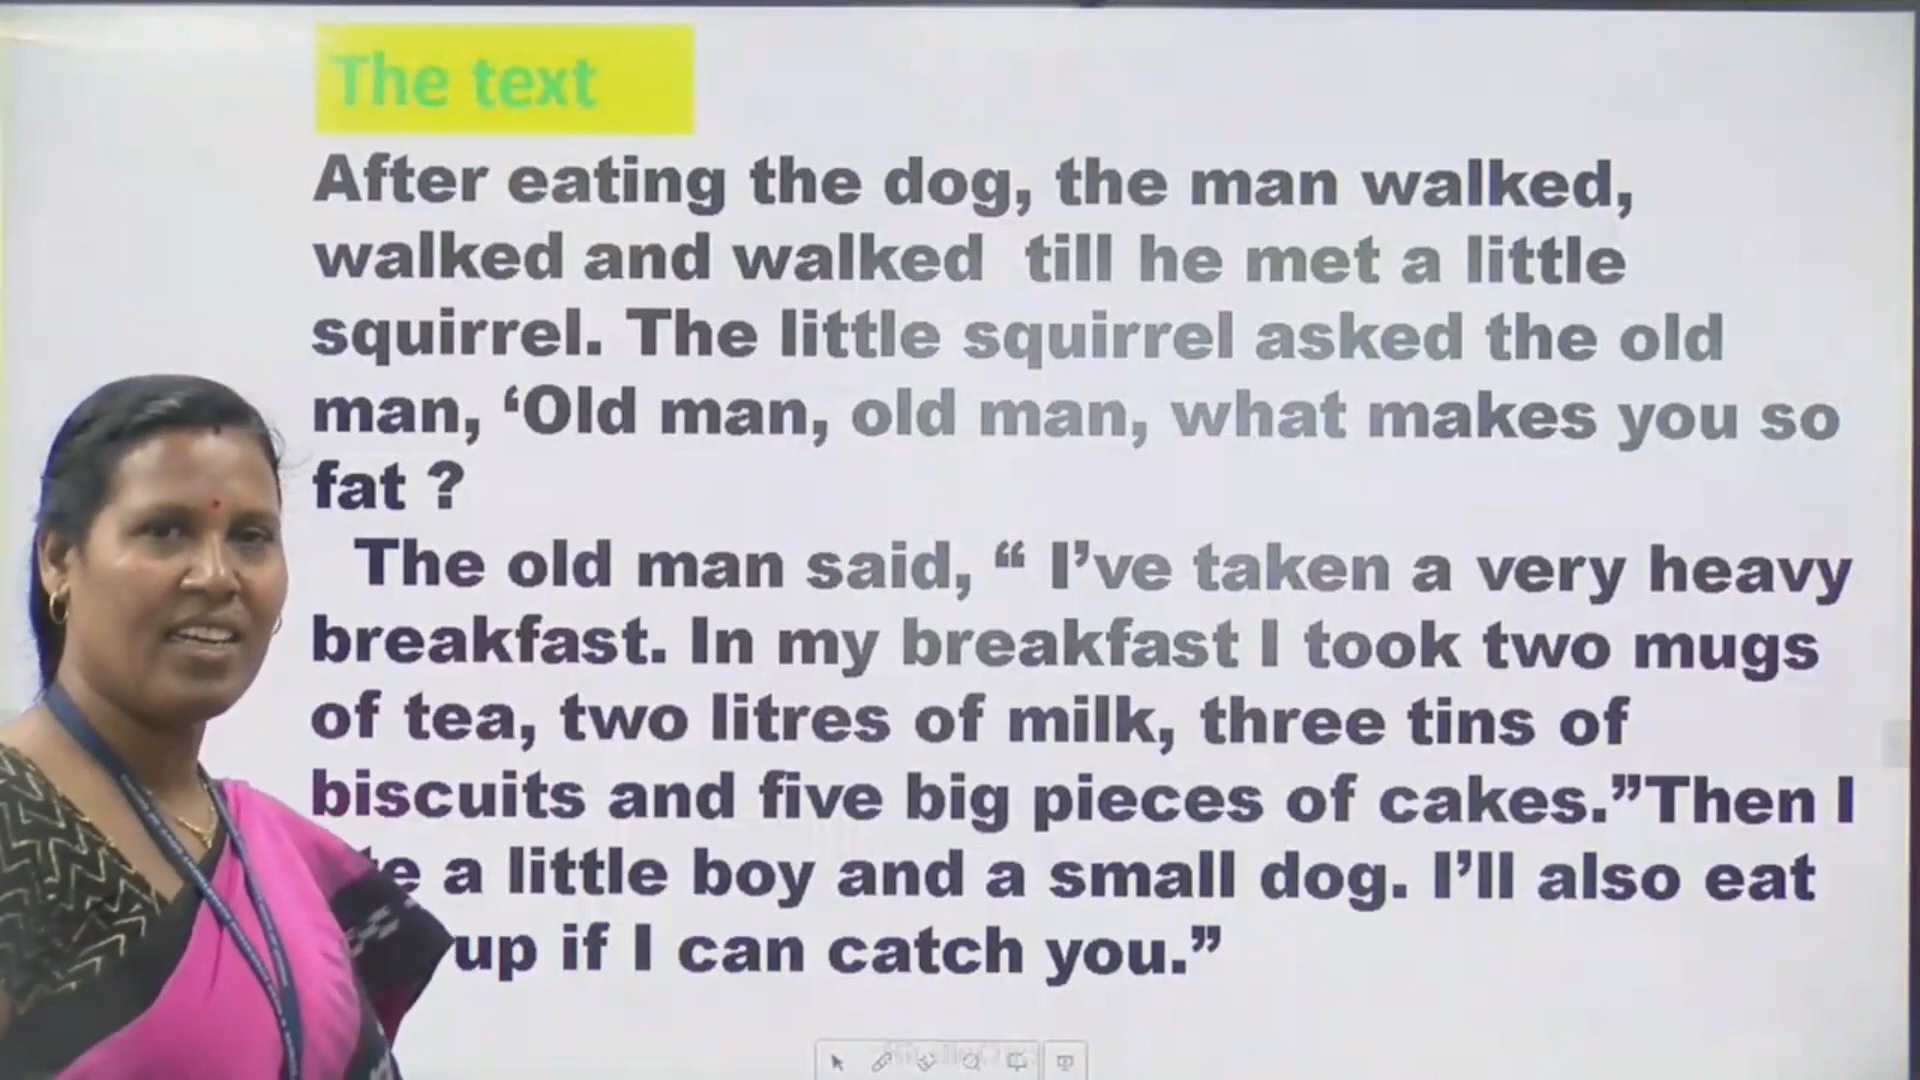 The text
After eating the dog, the man walked,
walked and walked till he met a little
squirrel. The little squirrel asked the old
man, ‘Old man, old man, what makes you so
fat ?
The old man said, “ I’ve taken a very heavy
breakfast. In my breakfast I took two mugs
of tea, two litres of milk, three tins of
biscuits and five big pieces of cakes.”Then I
a little boy and a small dog. I’ll also eat
up if I can catch you.”